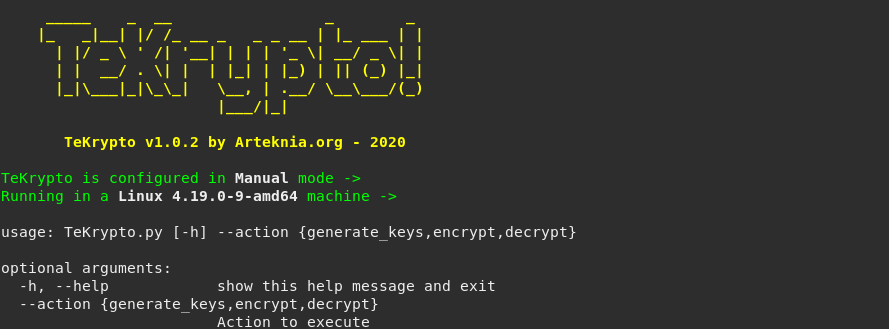 TeKrypto!
TeKrypto v1.0.2 by Arteknia.org - 2020
TeKrypto is configured in Manual mode ->
Running in a Linux 4.19.0-9-amd64 machine ->
usage: TeKrypto.py [-h] --action {generate_keys,encrypt,decrypt}
optional arguments:
-h, --help show this help message and exit
--action {generate_keys,encrypt,decrypt}
Action to execute